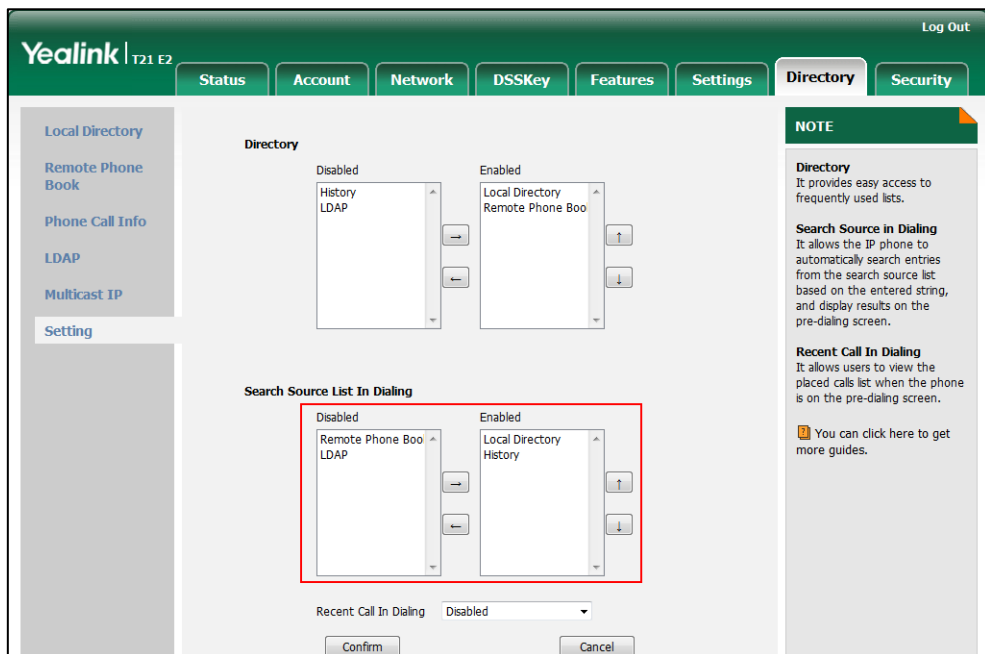 Log Out
Yealink T21 E2
Status Account Network DSSKey Features Settings Directory Security
Local Directory
Remote Phone
Book
Phone Call Info
LDAP
Multicast IP
Setting
Directory
Disabled Enabled
History
LDAP
Local Directory
Remote Phone Boo
→
←
↑
↓
Search Source List In Dialing
Disabled Enabled
Remote Phone Boo
LDAP
Local Directory
History
→
←
↑
↓
Recent Call In Dialing Disabled
Confirm Cancel
NOTE
Directory
It provides easy access to
frequently used lists.
Search Source in Dialing
It allows the IP phone to
automatically search entries
from the search source list
based on the entered string,
and display results on the
pre-dialing screen.
Recent Call In Dialing
It allows users to view the
placed calls list when the phone
is on the pre-dialing screen.
? You can click here to get
more guides.